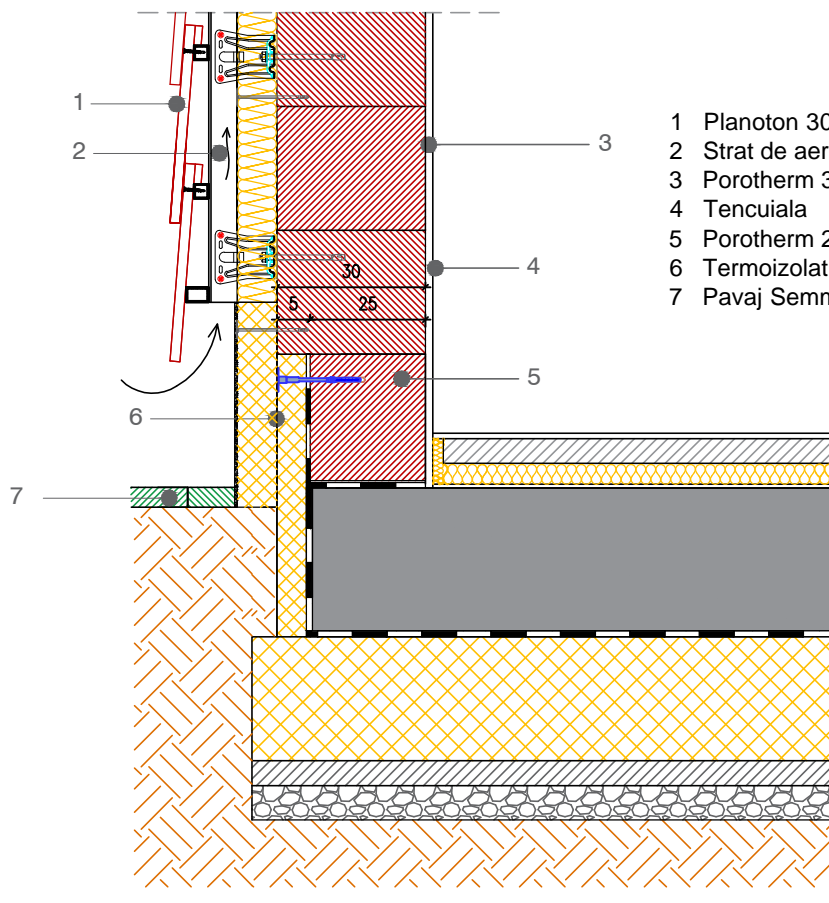 1 Planoton 30
2 Strat de aer
3 Porotherm 3
4 Tencuiala
5 Porotherm 2
6 Termoizolat
7 Pavaj Semm
1
2
3
4
30
5 25
5
6
7